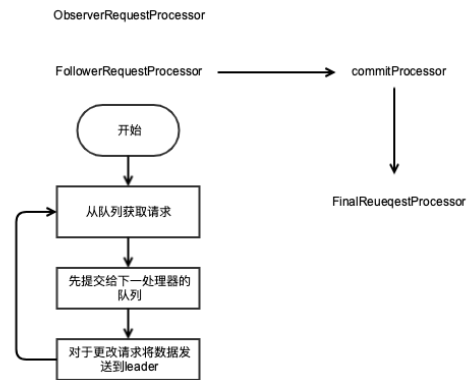 ObserverRequestProcessor
FollowerRequestProcessor
commitProcessor
开始
从队列获取请求
FinalReueqestProcessor
先提交给下一处理器的
队列
对于更改请求将数据发
送到leader